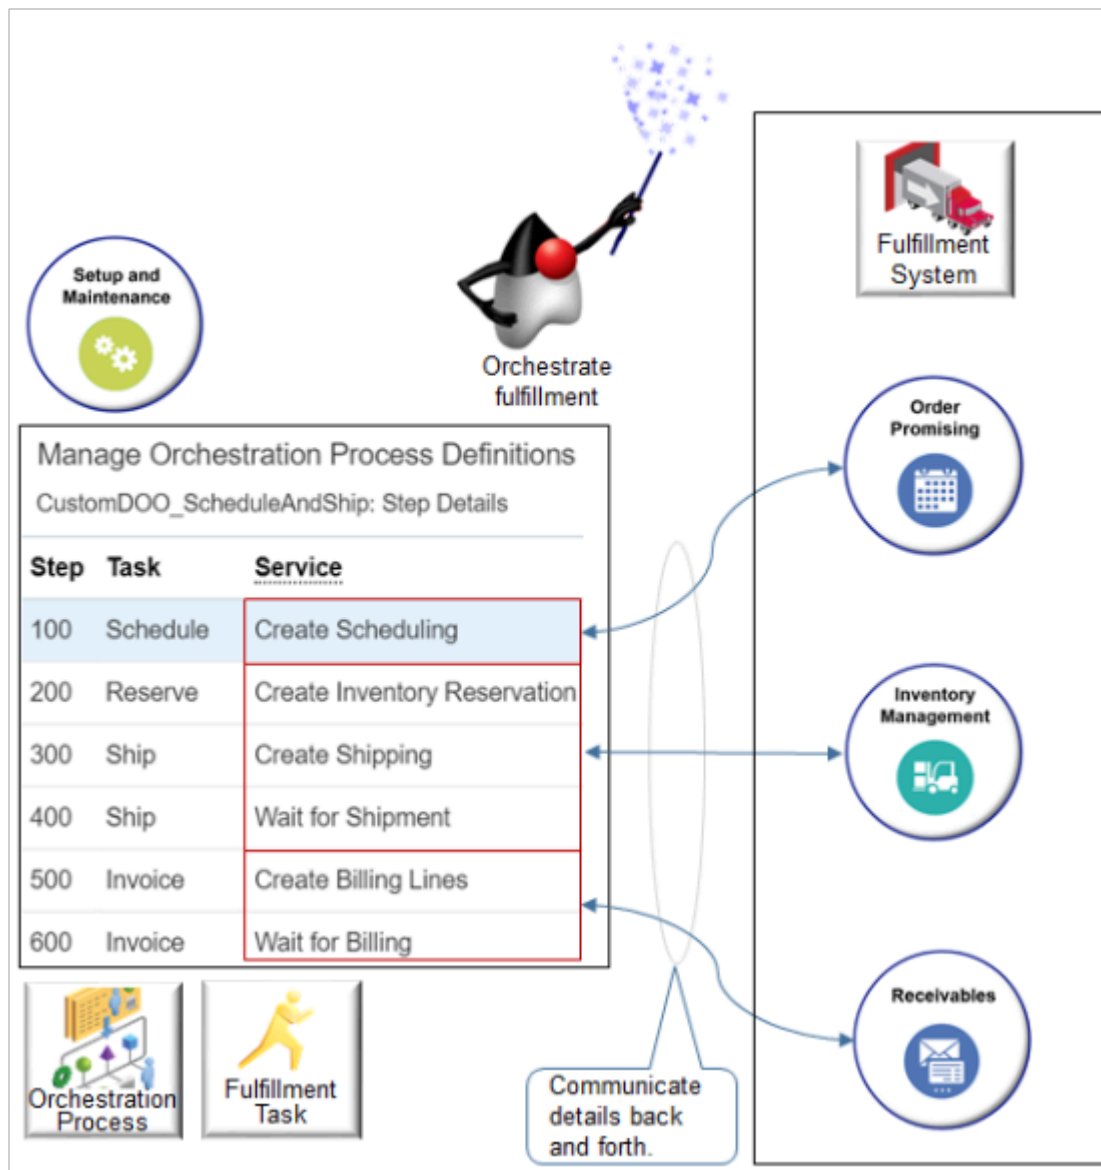 Fulfillment
System
Setup and
Maintenance
Orchestrate
fulfillment
Order
Promising
Manage Orchestration Process Definitions
CustomDOO_ScheduleAndShip: Step Details
Step Task Service
100 Schedule Create Scheduling
200 Reserve Create Inventory Reservation
300 Ship Create Shipping
400 Ship Wait for Shipment
500 Invoice Create Billing Lines
600 Invoice Wait for Billing
Inventory
Management
Receivables
Orchestration
Process
Fulfillment
Task
Communicate
details back
and forth.